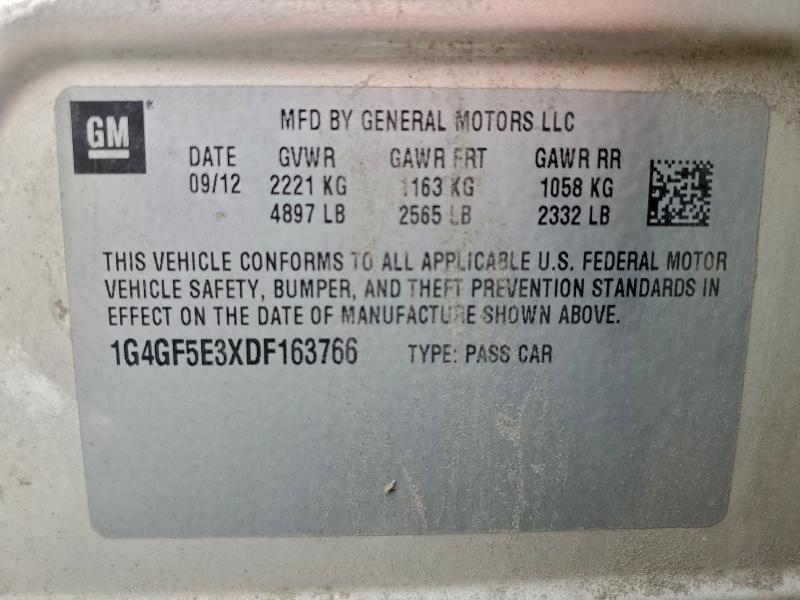 GM
MFD BY GENERAL MOTORS LLC
DATE GVWR GAWR FRT GAWR RR
09/12 2221 KG 1163 KG 1058 KG
4897 LB 2565 LB 2332 LB
THIS VEHICLE CONFORMS TO ALL APPLICABLE U.S. FEDERAL MOTOR
VEHICLE SAFETY, BUMPER, AND THEFT PREVENTION STANDARDS IN
EFFECT ON THE DATE OF MANUFACTURE SHOWN ABOVE.
1G4GF5E3XDF163766 TYPE: PASS CAR